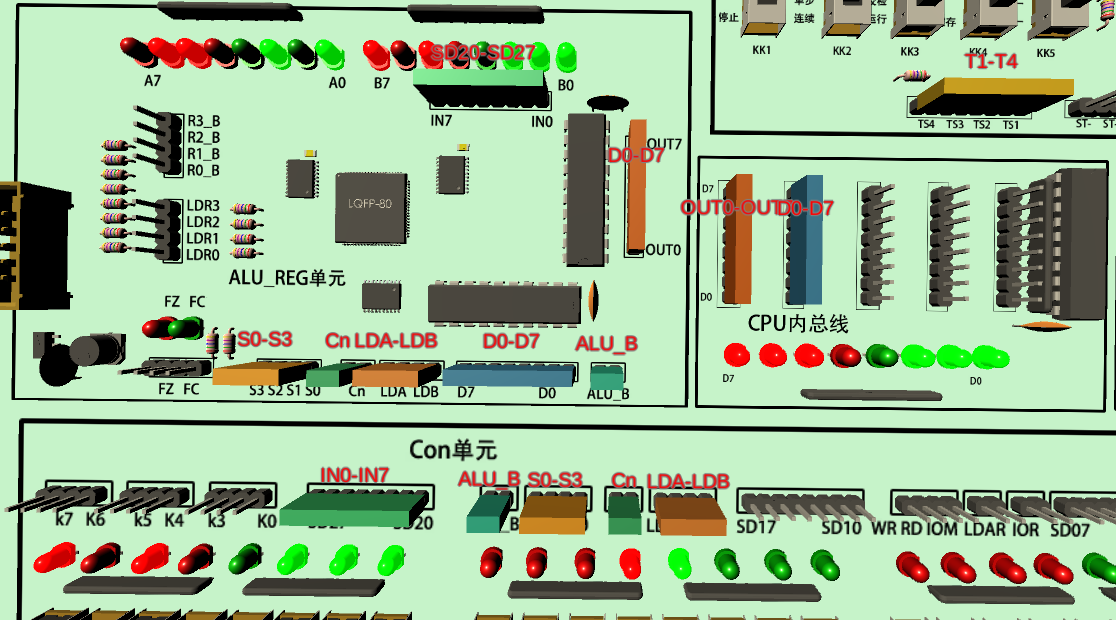 停止
连续
运行
存
KK1
KK2
KK3
KK4
KK5
T1-T4
TS4 TS3 TS2 TS1
ST-
SD20-SD27
A7
A0
B7
B0
IN7
IN0
R3_B
R2_B
R1_B
R0_B
LDR3
LDR2
LDR1
LDR0
LQFP-80
OUT7
D0-D7
OUT0
ALU_REG单元
FZ FC
S0-S3
Cn LDA-LDB
D0-D7
ALU_B
FZ FC
S3 S2 S1 S0
Cn
LDA LDB
D7
D0
ALU_B
D7
OUT0-OUT
D0-D7
D0
CPU内总线
D7
D0
Con单元
IN0-IN7
ALU_B
S0-S3
Cn
LDA-LDB
k7 K6
k5 K4
k3
K0
SD20
SD17
SD10
WR RD IOM LDAR IOR SD07